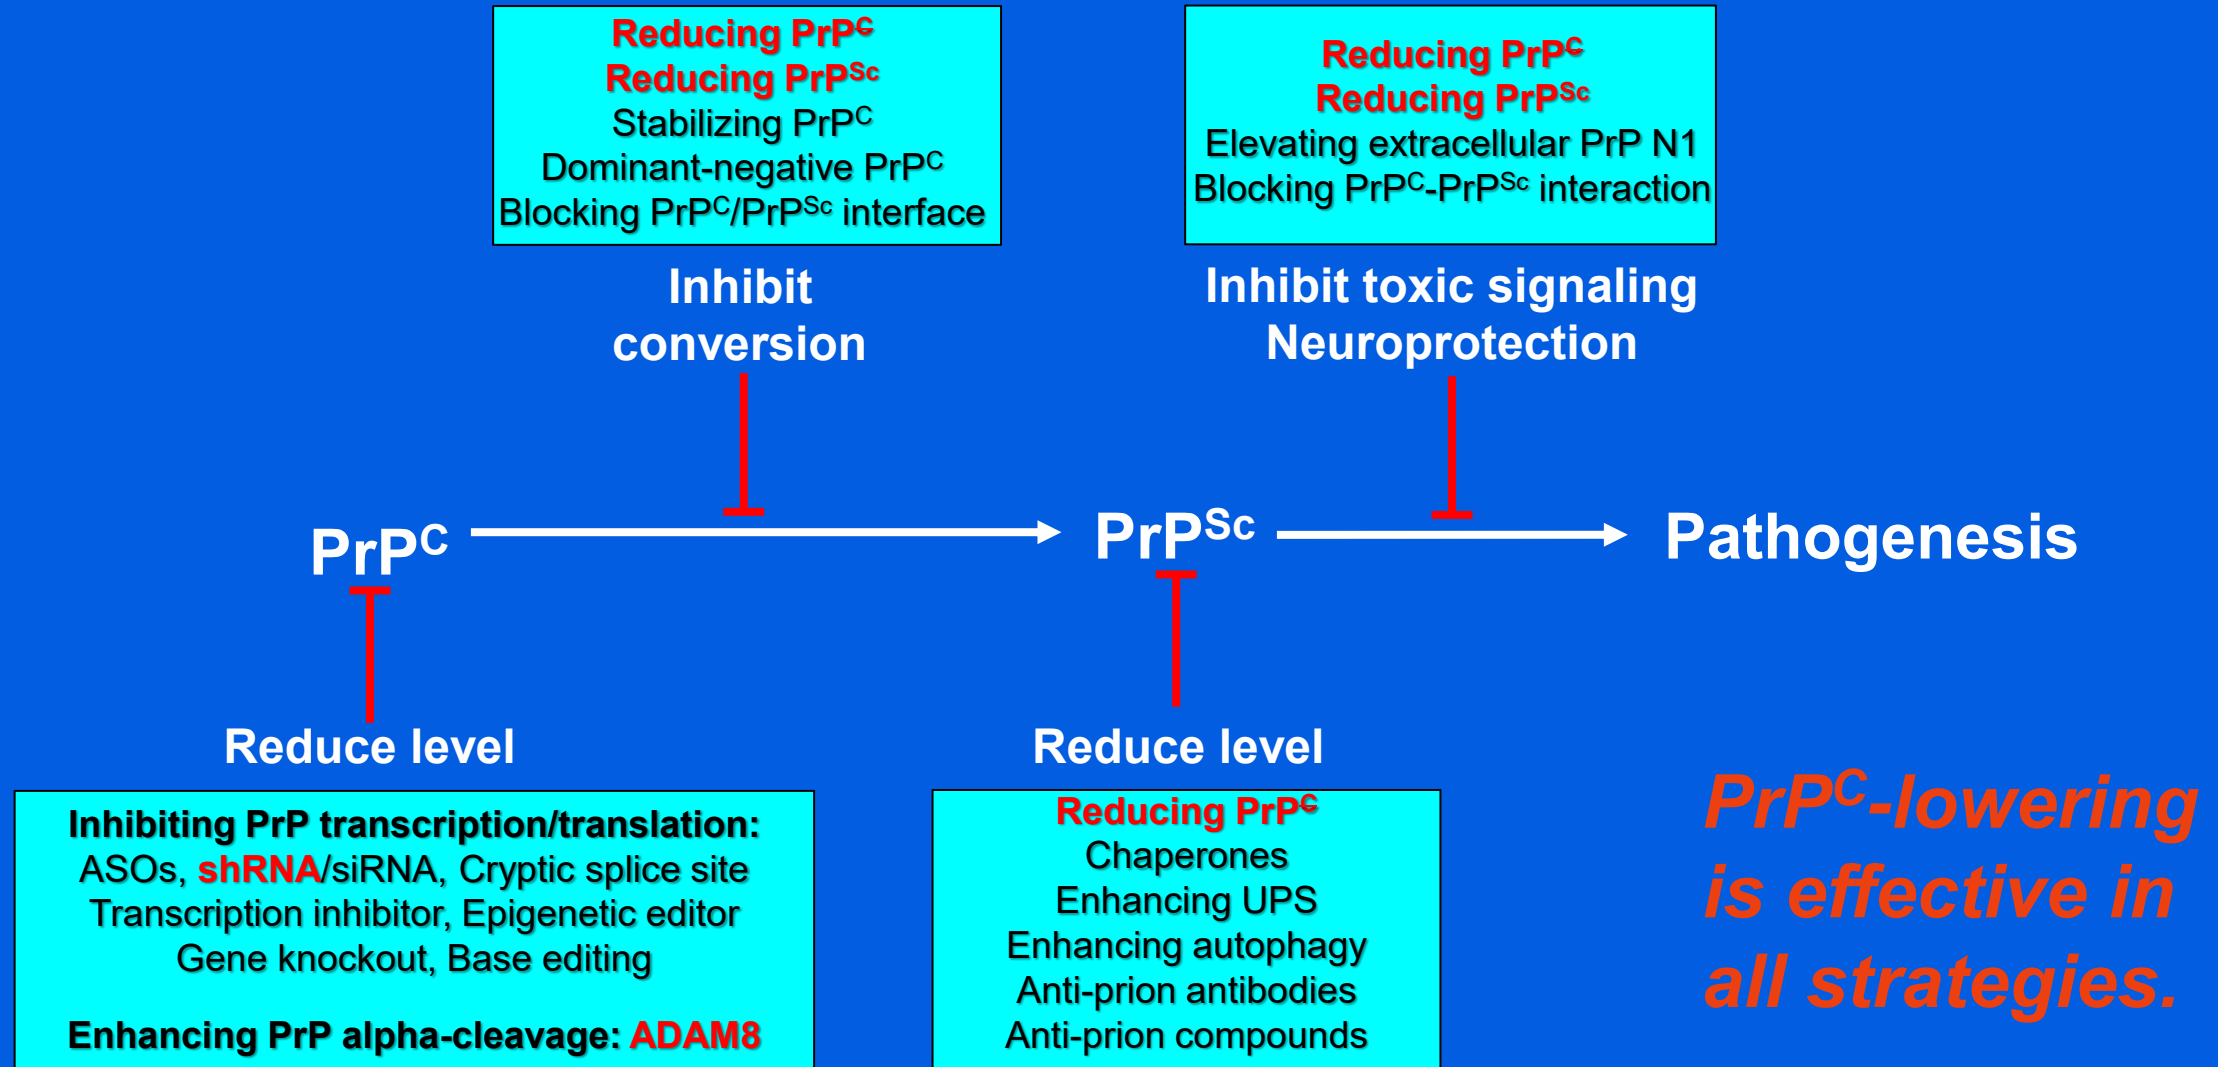 Reducing PrPC
Reducing PrPSc
Stabilizing PrPC
Dominant-negative PrPC
Blocking PrPC/PrPSc interface
Reducing PrPC
Reducing PrPSc
Elevating extracellular PrP N1
Blocking PrPC-PrPSc interaction
Inhibit
conversion
Inhibit toxic signaling
Neuroprotection
PrPC
PrPSc
Pathogenesis
Reduce level
Inhibiting PrP transcription/translation:
ASOs, shRNA/siRNA, Cryptic splice site
Transcription inhibitor, Epigenetic editor
Gene knockout, Base editing
Enhancing PrP alpha-cleavage: ADAM8
Reduce level
Reducing PrPC
Chaperones
Enhancing UPS
Enhancing autophagy
Anti-prion antibodies
Anti-prion compounds
PrPC-lowering
is effective in
all strategies.